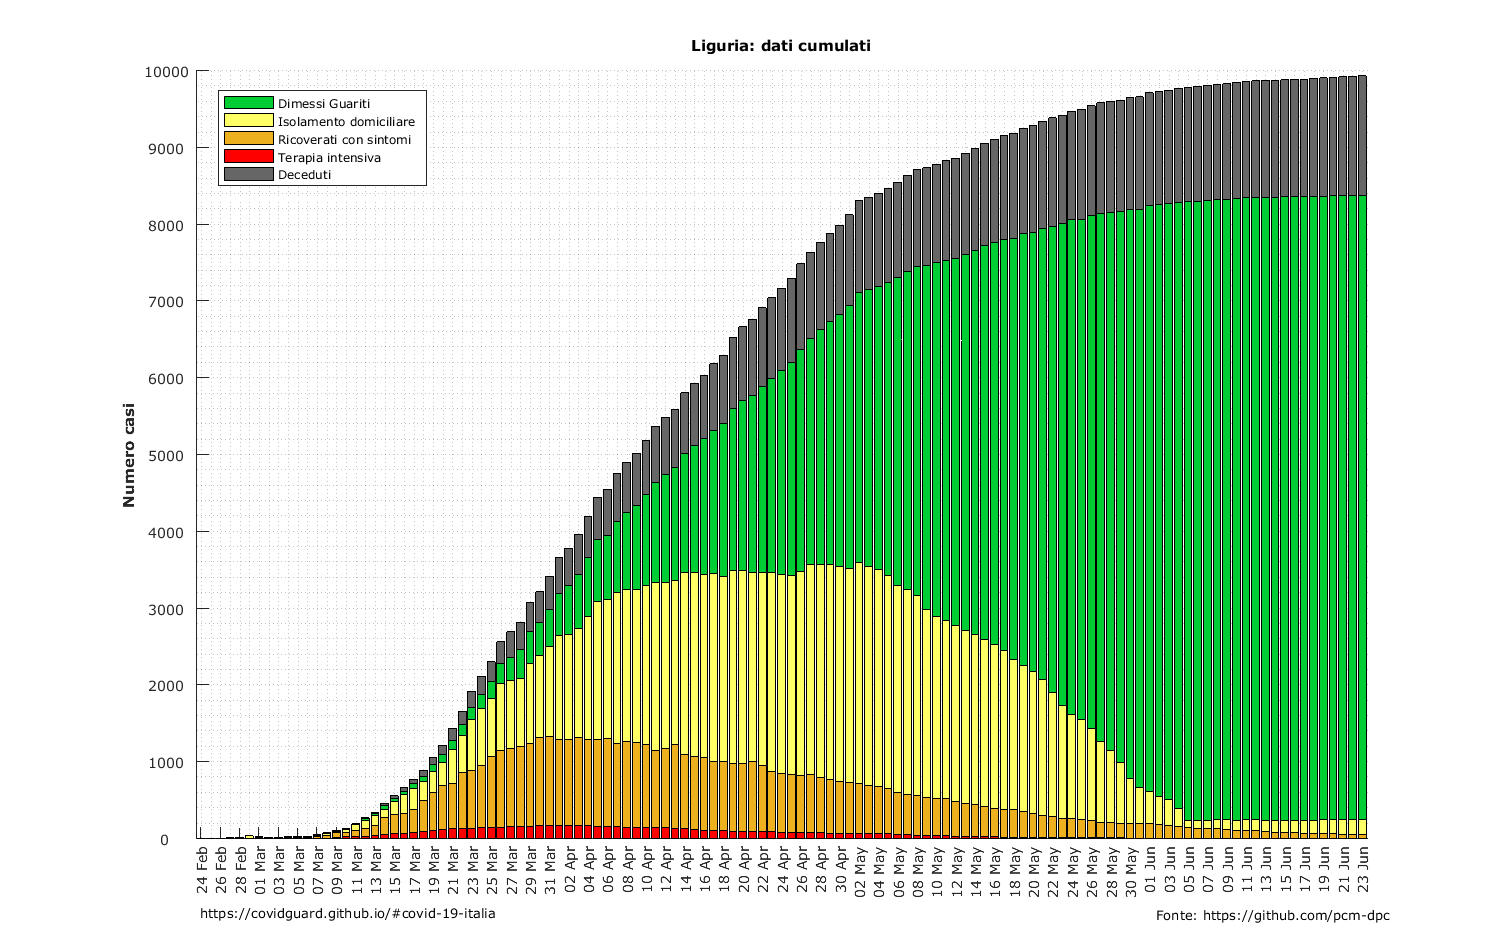 Liguria: dati cumulati
10000
9000
8000
7000
6000
5000
4000
3000
2000
1000
0
Numero casi
Dimessi Guariti
Isolamento domiciliare
Ricoverati con sintomi
Terapia intensiva
Deceduti
24 Feb
26 Feb
28 Feb
01 Mar
03 Mar
05 Mar
07 Mar
09 Mar
11 Mar
13 Mar
15 Mar
17 Mar
19 Mar
21 Mar
23 Mar
25 Mar
27 Mar
29 Mar
31 Mar
02 Apr
04 Apr
06 Apr
08 Apr
10 Apr
12 Apr
14 Apr
16 Apr
18 Apr
20 Apr
22 Apr
24 Apr
26 Apr
28 Apr
30 Apr
02 May
04 May
06 May
08 May
10 May
12 May
14 May
16 May
18 May
20 May
22 May
24 May
26 May
28 May
30 May
01 Jun
03 Jun
05 Jun
07 Jun
09 Jun
11 Jun
13 Jun
15 Jun
17 Jun
19 Jun
21 Jun
23 Jun
https://covidguard.github.io/#covid-19-italia
Fonte: https://github.com/pcm-dpc